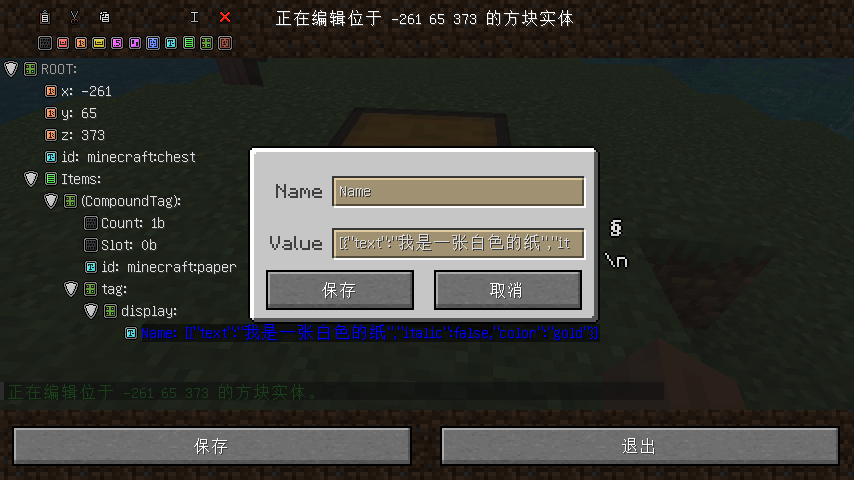 正在编辑位于 -261 65 373 的方块实体
ROOT:
x: -261
y: 65
z: 373
id: minecraft:chest
Items:
(CompoundTag):
Count: 1b
Slot: 0b
id: minecraft:paper
tag:
display:
Name: [{"text":"我是一张白色的纸","italic":false,"color":"gold"}]
Name
Name
Value
[{"text":"我是一张白色的纸","it
§
\n
保存
取消
正在编辑位于 -261 65 373 的方块实体。
保存
退出